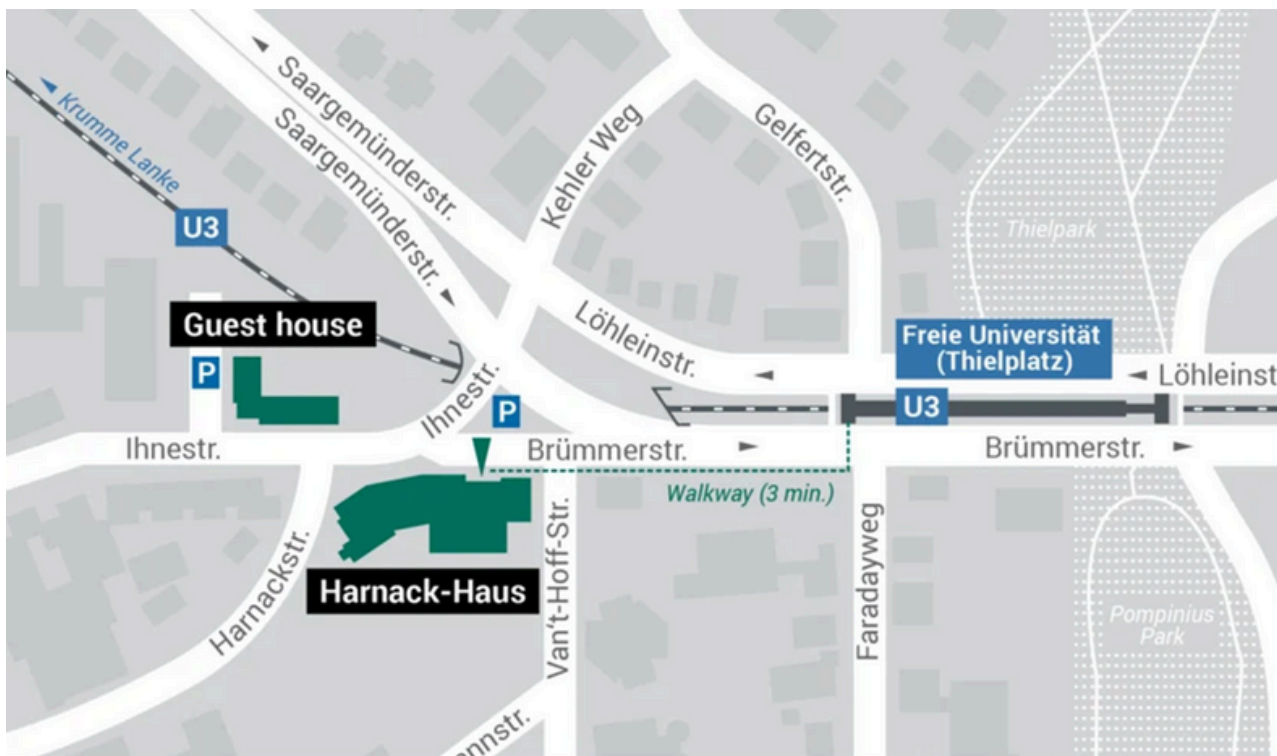 Saargemünderstr.
Saargemünderstr.
Krumme Lanke
U3
Kehler Weg
Gelfertstr.
Thielpark
Guest house
P
Löhleinstr.
Freie Universität
(Thielplatz)
U3
Löhleinst
Ihnestr.
P
Ihnestr.
Brümmerstr.
Brümmerstr.
Walkway (3 min.)
Harnack-Haus
Harnackstr.
Van't-Hoff-Str.
Faradayweg
Pompinius
Park
nnstr.